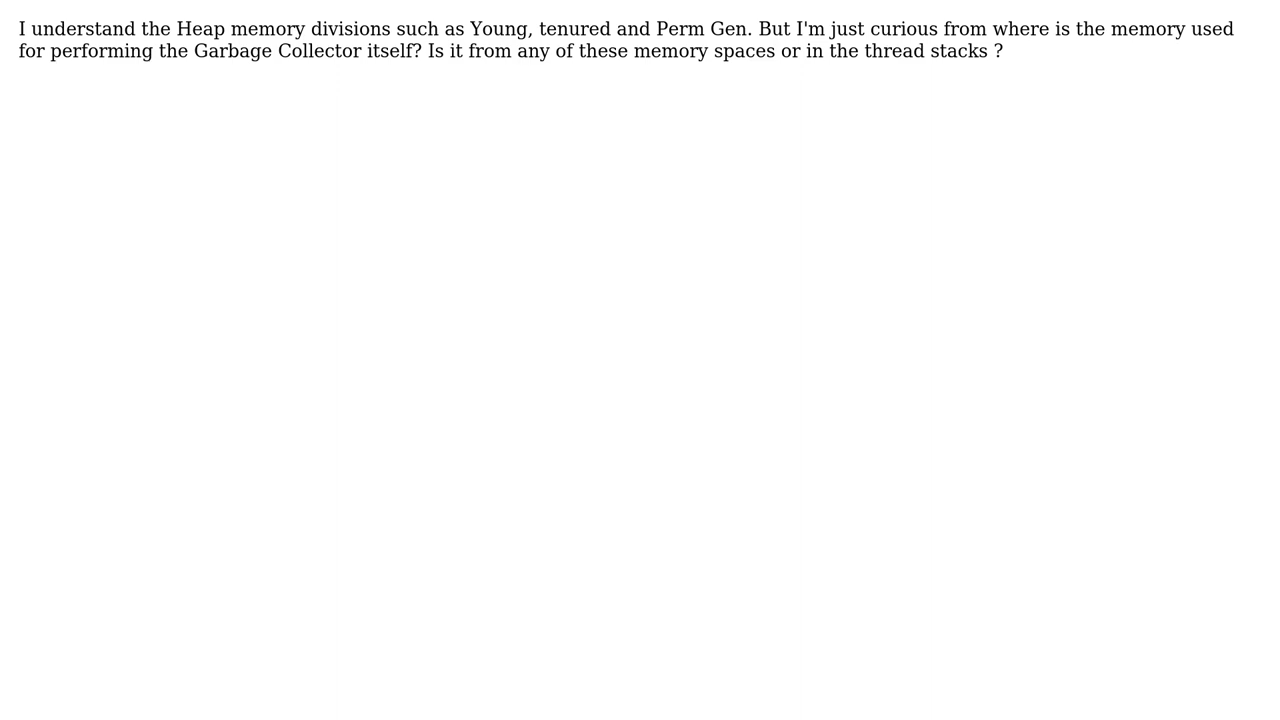 I understand the Heap memory divisions such as Young, tenured and Perm Gen. But I'm just curious from where is the memory used
for performing the Garbage Collector itself? Is it from any of these memory spaces or in the thread stacks ?